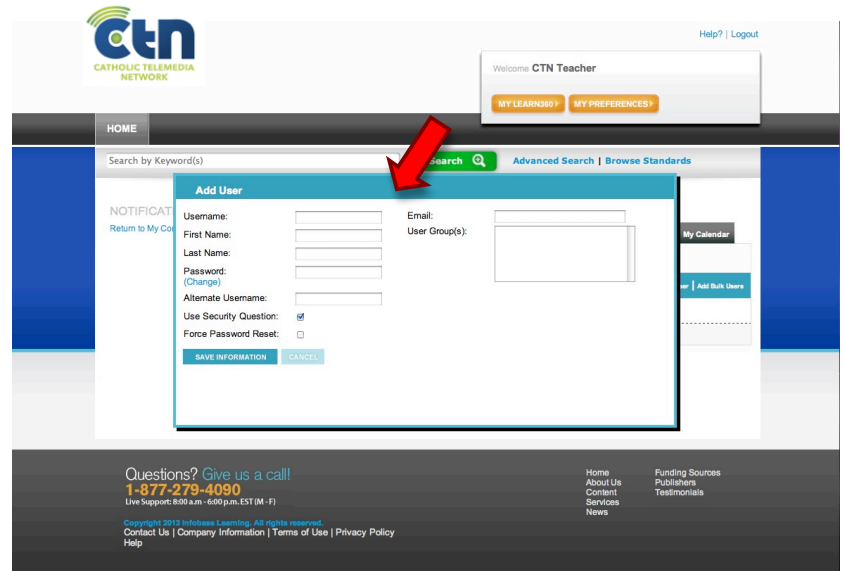 ctn
CATHOLIC TELEMEDIA
NETWORK
Help? | Logout
Welcome CTN Teacher
MY LEARN360
MY PREFERENCES
HOME
Search by Keyword(s)
Search
Advanced Search | Browse Standards
Add User
NOTIFICAT
Return to My Co
My Calendar
Add Bulk Users
Username:
First Name:
Last Name:
Password:
(Change)
Alternate Username:
Use Security Question:
Force Password Reset:
Email:
User Group(s):
SAVE INFORMATION
CANCEL
Questions? Give us a call!
1-877-279-4090
Live Support: 8:00 a.m - 6:00 p.m. EST (M - F)
Copyright 2013 Infobase Learning. All rights reserved.
Contact Us | Company Information | Terms of Use | Privacy Policy
Help
Home
About Us
Content
Services
News
Funding Sources
Publishers
Testimonials